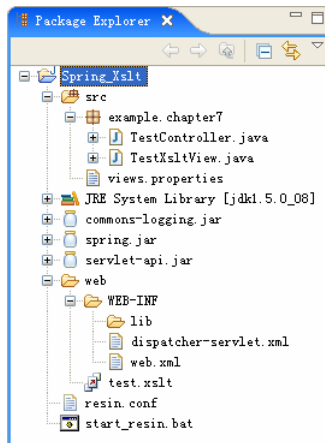 Package Explorer
Spring_Xslt
src
example.chapter7
TestController.java
TestXsltView.java
views.properties
JRE System Library [jdk1.5.0_08]
commons-logging.jar
spring.jar
servlet-api.jar
web
WEB-INF
lib
dispatcher-servlet.xml
web.xml
test.xslt
resin.conf
start_resin.bat